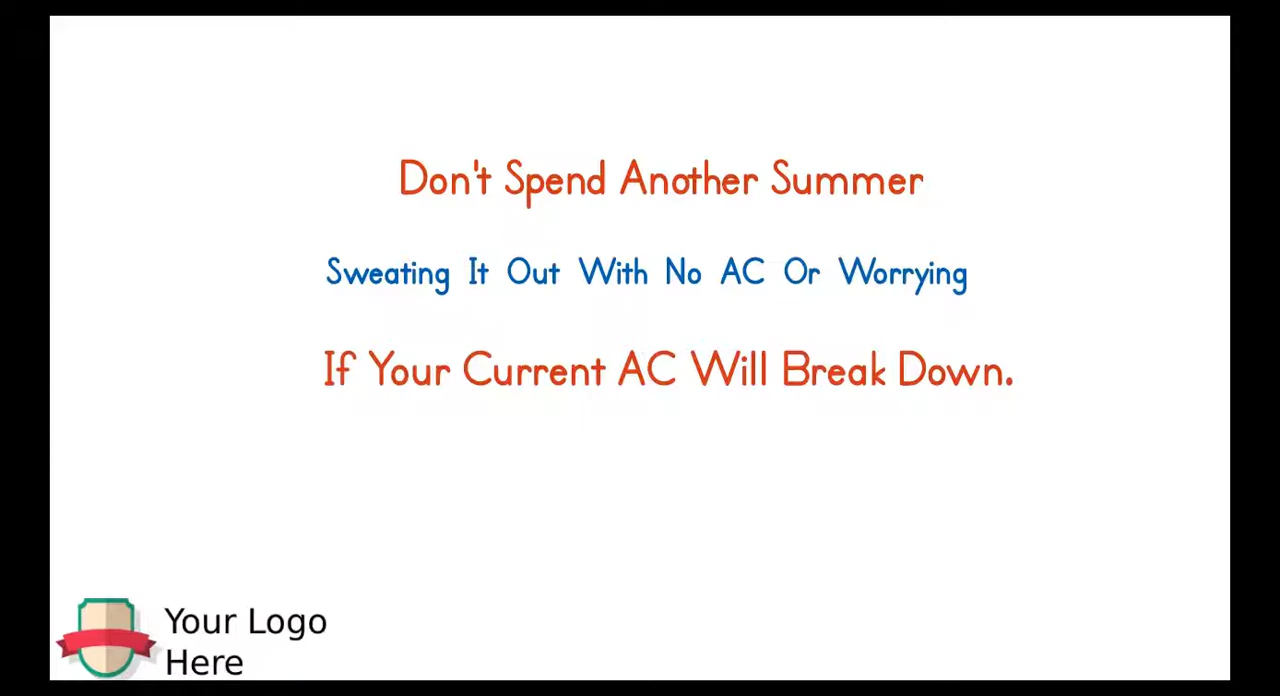 Don't Spend Another Summer
Sweating It Out With No AC Or Worrying
If Your Current AC Will Break Down.
Your Logo
Here